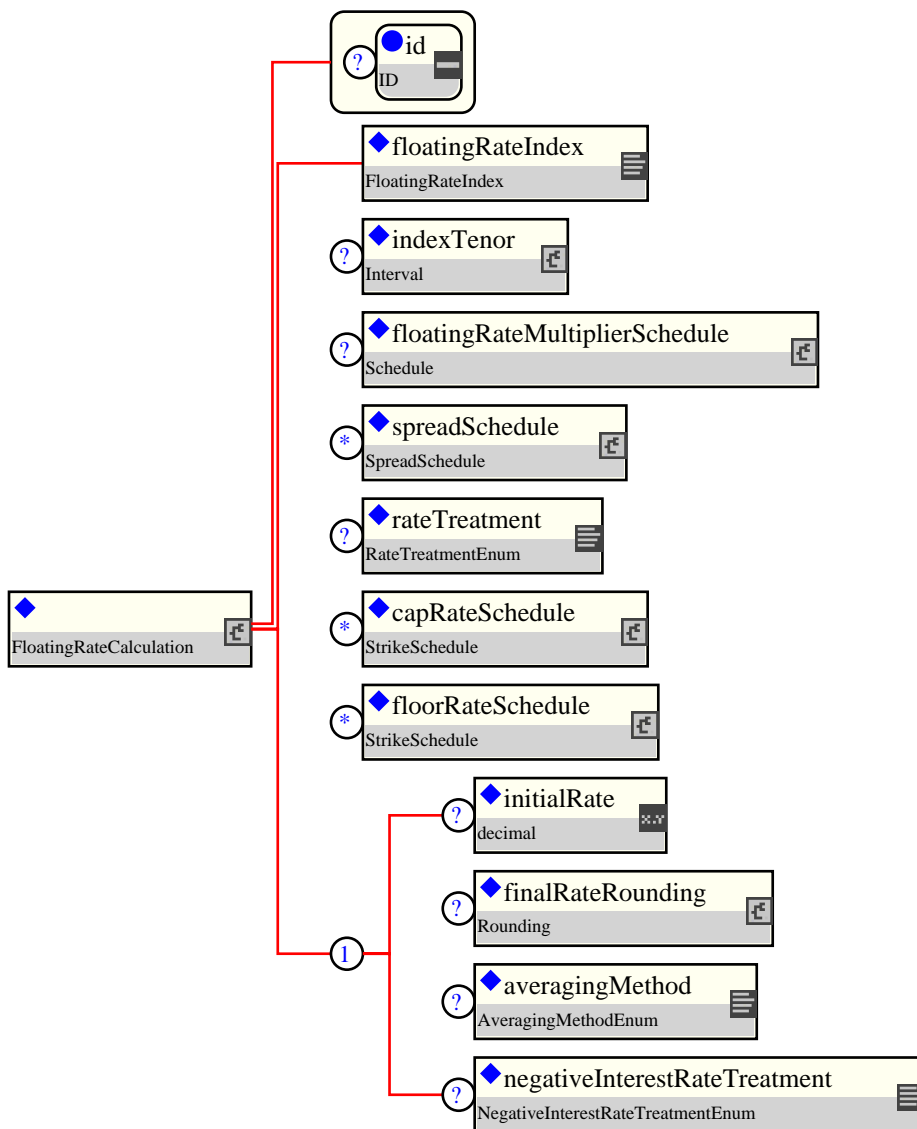 ? id
ID
floatingRateIndex
FloatingRateIndex
? indexTenor
Interval
? floatingRateMultiplierSchedule
Schedule
* spreadSchedule
SpreadSchedule
? rateTreatment
RateTreatmentEnum
* capRateSchedule
FloatingRateCalculation
StrikeSchedule
* floorRateSchedule
StrikeSchedule
? initialRate
x.y
decimal
? finalRateRounding
Rounding
1
? averagingMethod
AveragingMethodEnum
? negativeInterestRateTreatment
NegativeInterestRateTreatmentEnum